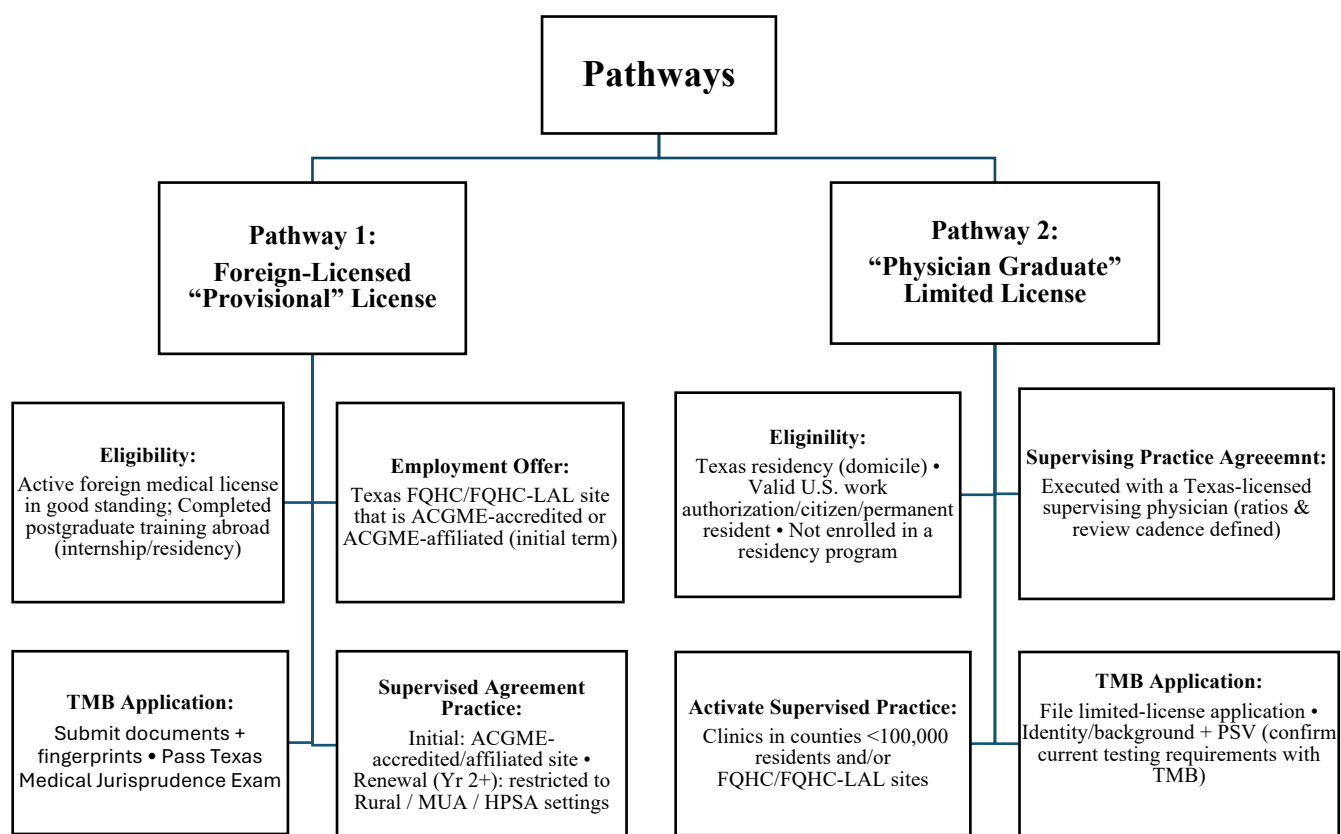 Pathways
Pathway 1:
Foreign-Licensed
“Provisional” License
Pathway 2:
“Physician Graduate”
Limited License
Eligibility:
Active foreign medical license
in good standing; Completed
postgraduate training abroad
(internship/residency)
Employment Offer:
Texas FQHC/FQHC-LAL site
that is ACGME-accredited or
ACGME-affiliated (initial term)
Eliginility:
Texas residency (domicile) •
Valid U.S. work
authorization/citizen/permanent
resident • Not enrolled in a
residency program
Supervising Practice Agreeemnt:
Executed with a Texas-licensed
supervising physician (ratios &
review cadence defined)
TMB Application:
Submit documents +
fingerprints • Pass Texas
Medical Jurisprudence Exam
Supervised Agreement
Practice:
Initial: ACGME-
accredited/affiliated site •
Renewal (Yr 2+): restricted to
Rural / MUA / HPSA settings
Activate Supervised Practice:
Clinics in counties <100,000
residents and/or
FQHC/FQHC-LAL sites
TMB Application:
File limited-license application •
Identity/background + PSV (confirm
current testing requirements with
TMB)